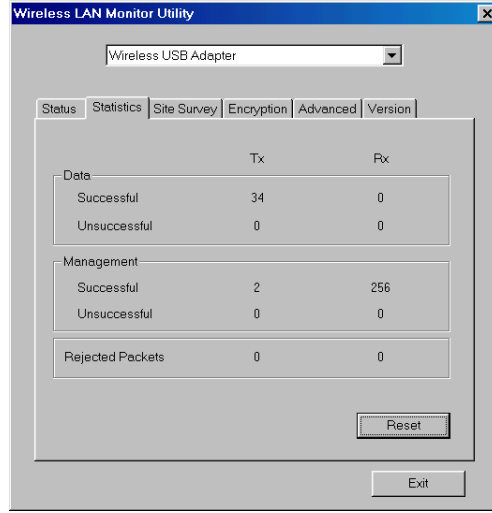 Wireless LAN Monitor Utility
Wireless USB Adapter
Status Statistics Site Survey Encryption Advanced Version
Tx Rx
Data
Successful 34 0
Unsuccessful 0 0
Management
Successful 2 256
Unsuccessful 0 0
Rejected Packets 0 0
Reset
Exit